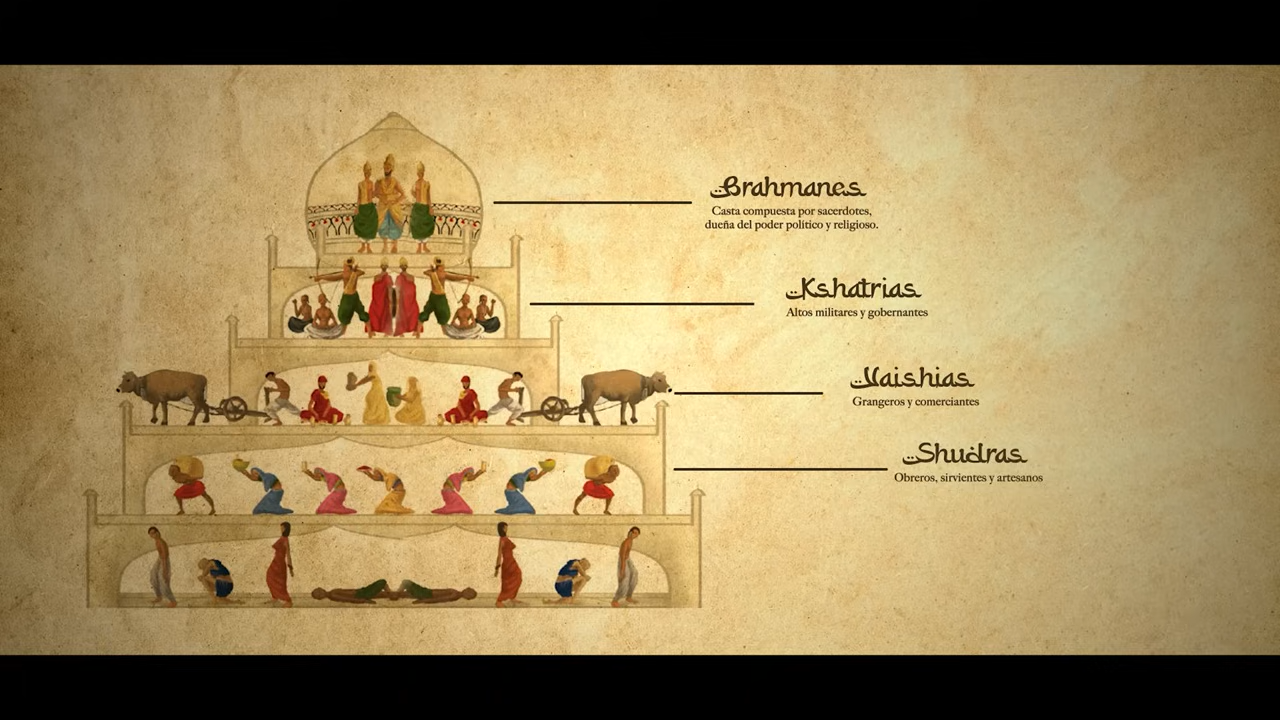 Brahmanes
Casta compuesta por sacerdotes,
dueña del poder político y religioso.
Kshatrias
Altos militares y gobernantes
Vaishias
Grangeros y comerciantes
Shudras
Obreros, sirvientes y artesanos